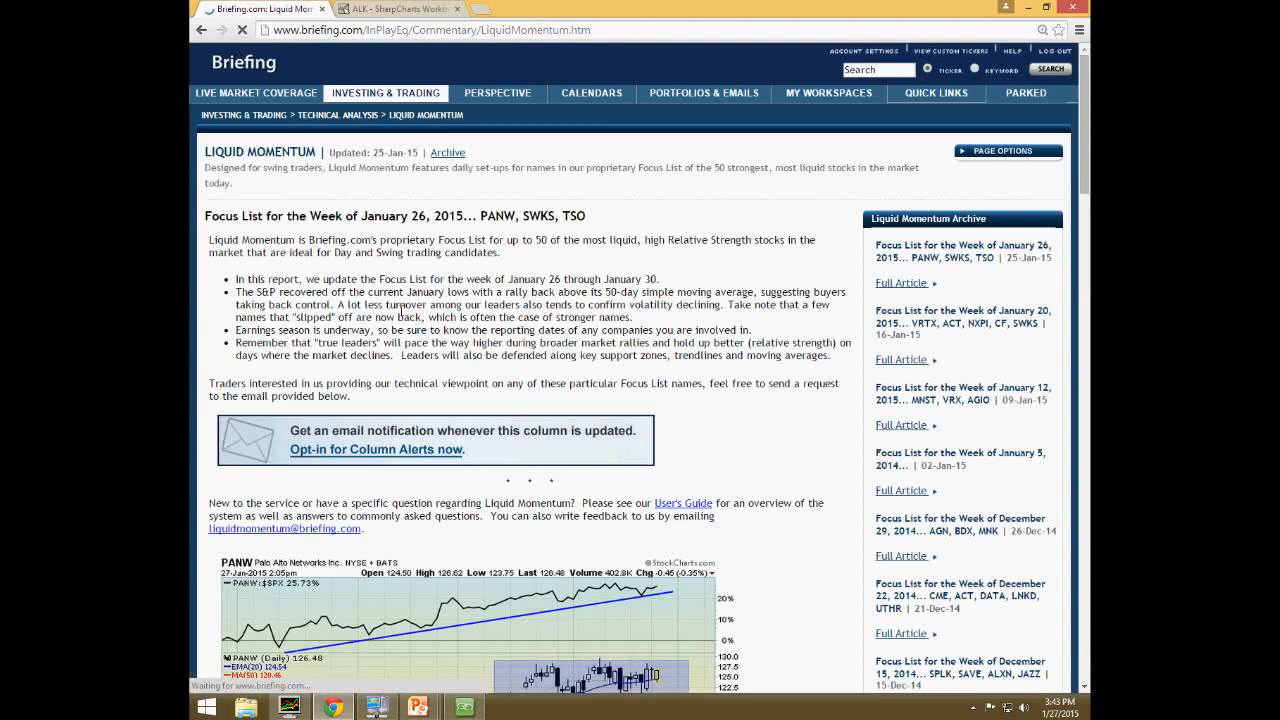 Briefing.com: Liquid Mom ×
ALK - SharpCharts Workb ×
www.briefing.com/InPlayEq/Commentary/LiquidMomentum.htm
ACCOUNT SETTINGS | VIEW CUSTOM TICKERS | HELP | LOG OUT
Briefing
Search TICKER KEYWORD SEARCH
LIVE MARKET COVERAGE INVESTING & TRADING PERSPECTIVE CALENDARS PORTFOLIOS & EMAILS MY WORKSPACES QUICK LINKS PARKED
INVESTING & TRADING > TECHNICAL ANALYSIS > LIQUID MOMENTUM
LIQUID MOMENTUM | Updated: 25-Jan-15 | Archive
PAGE OPTIONS
Designed for swing traders, Liquid Momentum features daily set-ups for names in our proprietary Focus List of the 50 strongest, most liquid stocks in the market
today.
Focus List for the Week of January 26, 2015... PANW, SWKS, TSO
Liquid Momentum is Briefing.com's proprietary Focus List for up to 50 of the most liquid, high Relative Strength stocks in the
market that are ideal for Day and Swing trading candidates.
• In this report, we update the Focus List for the week of January 26 through January 30.
• The S&P recovered off the current January lows with a rally back above its 50-day simple moving average, suggesting buyers
taking back control. A lot less turnover among our leaders also tends to confirm volatility declining. Take note that a few
names that "slipped" off are now back, which is often the case of stronger names.
• Earnings season is underway, so be sure to know the reporting dates of any companies you are involved in.
• Remember that "true leaders" will pace the way higher during broader market rallies and hold up better (relative strength) on
days where the market declines. Leaders will also be defended along key support zones, trendlines and moving averages.
Traders interested in us providing our technical viewpoint on any of these particular Focus List names, feel free to send a request
to the email provided below.
Get an email notification whenever this column is updated.
Opt-in for Column Alerts now.
* * *
New to the service or have a specific question regarding Liquid Momentum? Please see our User's Guide for an overview of the
system as well as answers to commonly asked questions. You can also write feedback to us by emailing
liquidmomentum@briefing.com.
PANW Palo Alto Networks Inc. NYSE + BATS
@StockCharts.com
27-Jan-2015 2:05pm Open 124.50 High 126.62 Low 123.75 Last 126.48 Volume 402.8K Chg -0.45 (-0.35%)
PANW:$SPX 25.73%
20%
10%
0%
PANW (Daily) 126.48
EMA(20) 124.54
MA(50) 120.46
130.0
127.5
125.0
122.5
Liquid Momentum Archive
Focus List for the Week of January 26,
2015... PANW, SWKS, TSO | 25-Jan-15
Full Article
Focus List for the Week of January 20,
2015... VRTX, ACT, NXPI, CF, SWKS |
16-Jan-15
Full Article
Focus List for the Week of January 12,
2015... MNST, VRX, AGIO | 09-Jan-15
Full Article
Focus List for the Week of January 5,
2014... | 02-Jan-15
Full Article
Focus List for the Week of December
29, 2014... AGN, BDX, MNK | 26-Dec-14
Full Article
Focus List for the Week of December
22, 2014... CME, ACT, DATA, LNKD,
UTHR | 21-Dec-14
Full Article
Focus List for the Week of December
15, 2014... SPLK, SAVE, ALXN, JAZZ |
15-Dec-14
Waiting for www.briefing.com...
3:43 PM
1/27/2015